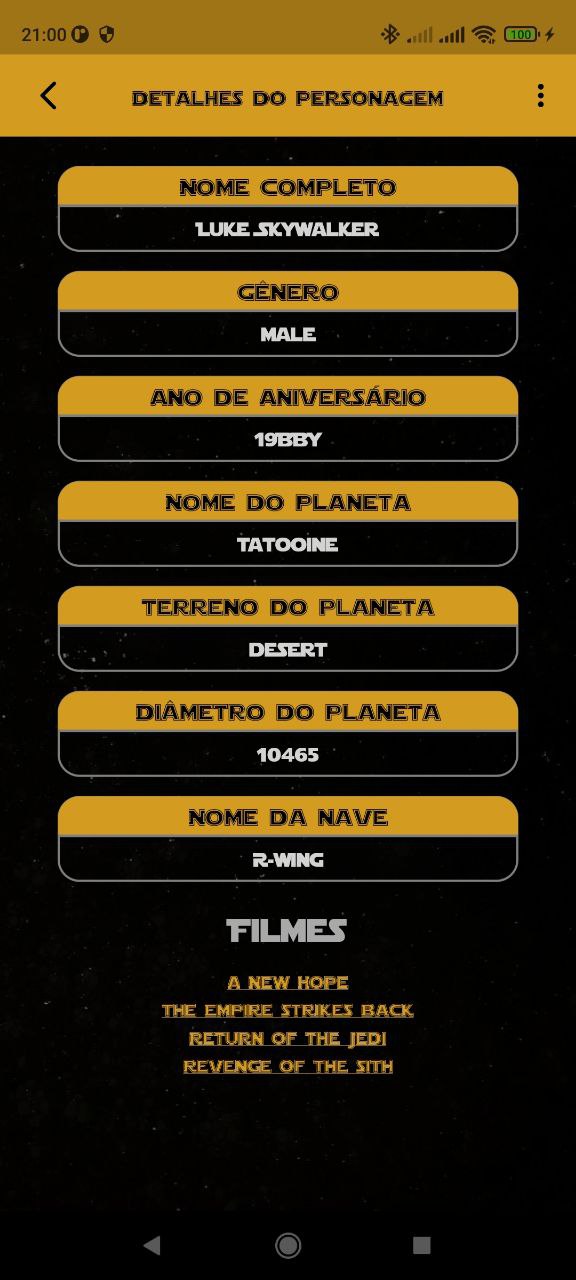 21:00
100
DETALHES DO PERSONAGEM
NOME COMPLETO
LUKE SKYWALKER
GÊNERO
MALE
ANO DE ANIVERSÁRIO
19BBY
NOME DO PLANETA
TATOOINE
TERRENO DO PLANETA
DESERT
DIÂMETRO DO PLANETA
10465
NOME DA NAVE
R-WING
FILMES
A NEW HOPE
THE EMPIRE STRIKES BACK
RETURN OF THE JEDI
REVENGE OF THE SITH